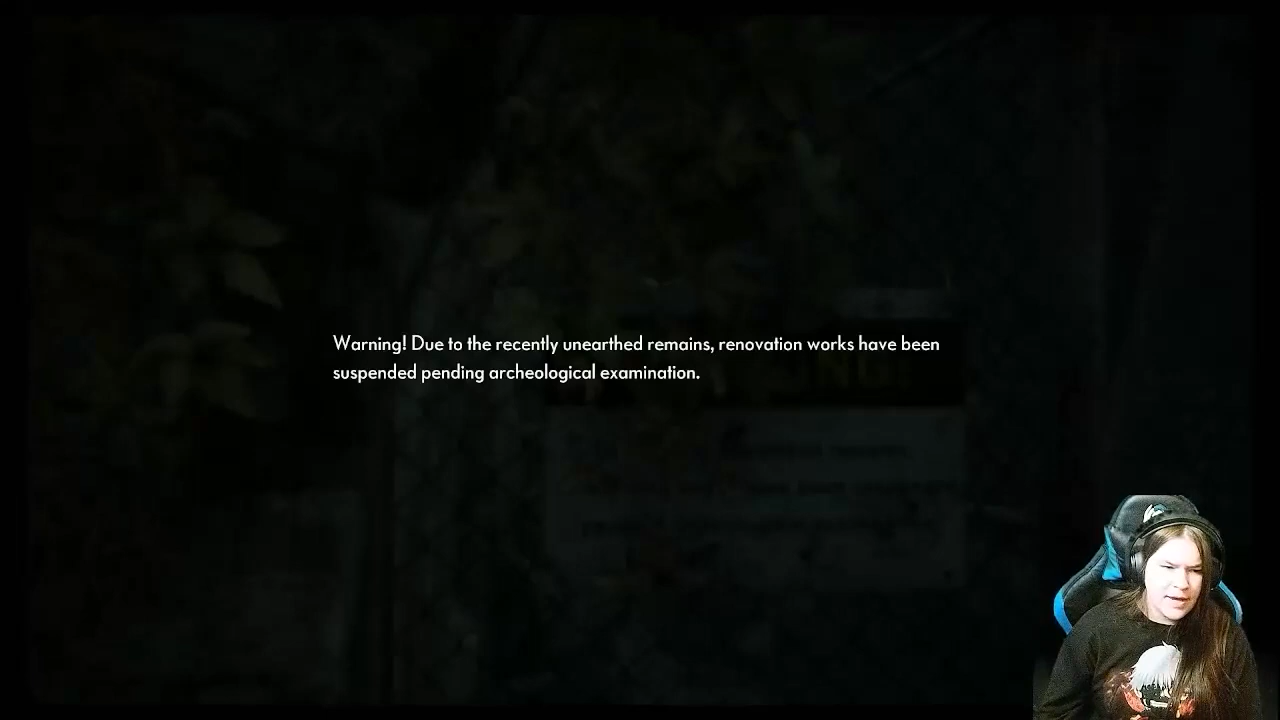 Warning! Due to the recently unearthed remains, renovation works have been
suspended pending archeological examination.